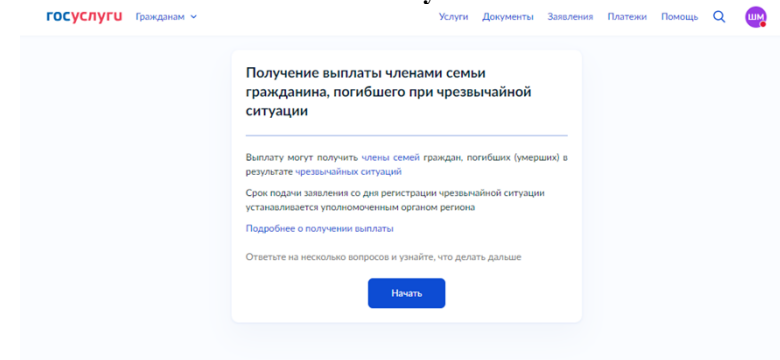 госуслуги Гражданам Услуги Документы Заявления Платежи Помощь ШМ
Получение выплаты членами семьи
гражданина, погибшего при чрезвычайной
ситуации
Выплату могут получить члены семей граждан, погибших (умерших) в
результате чрезвычайных ситуаций
Срок подачи заявления со дня регистрации чрезвычайной ситуации
устанавливается уполномоченным органом региона
Подробнее о получении выплаты
Ответьте на несколько вопросов и узнайте, что делать дальше
Начать